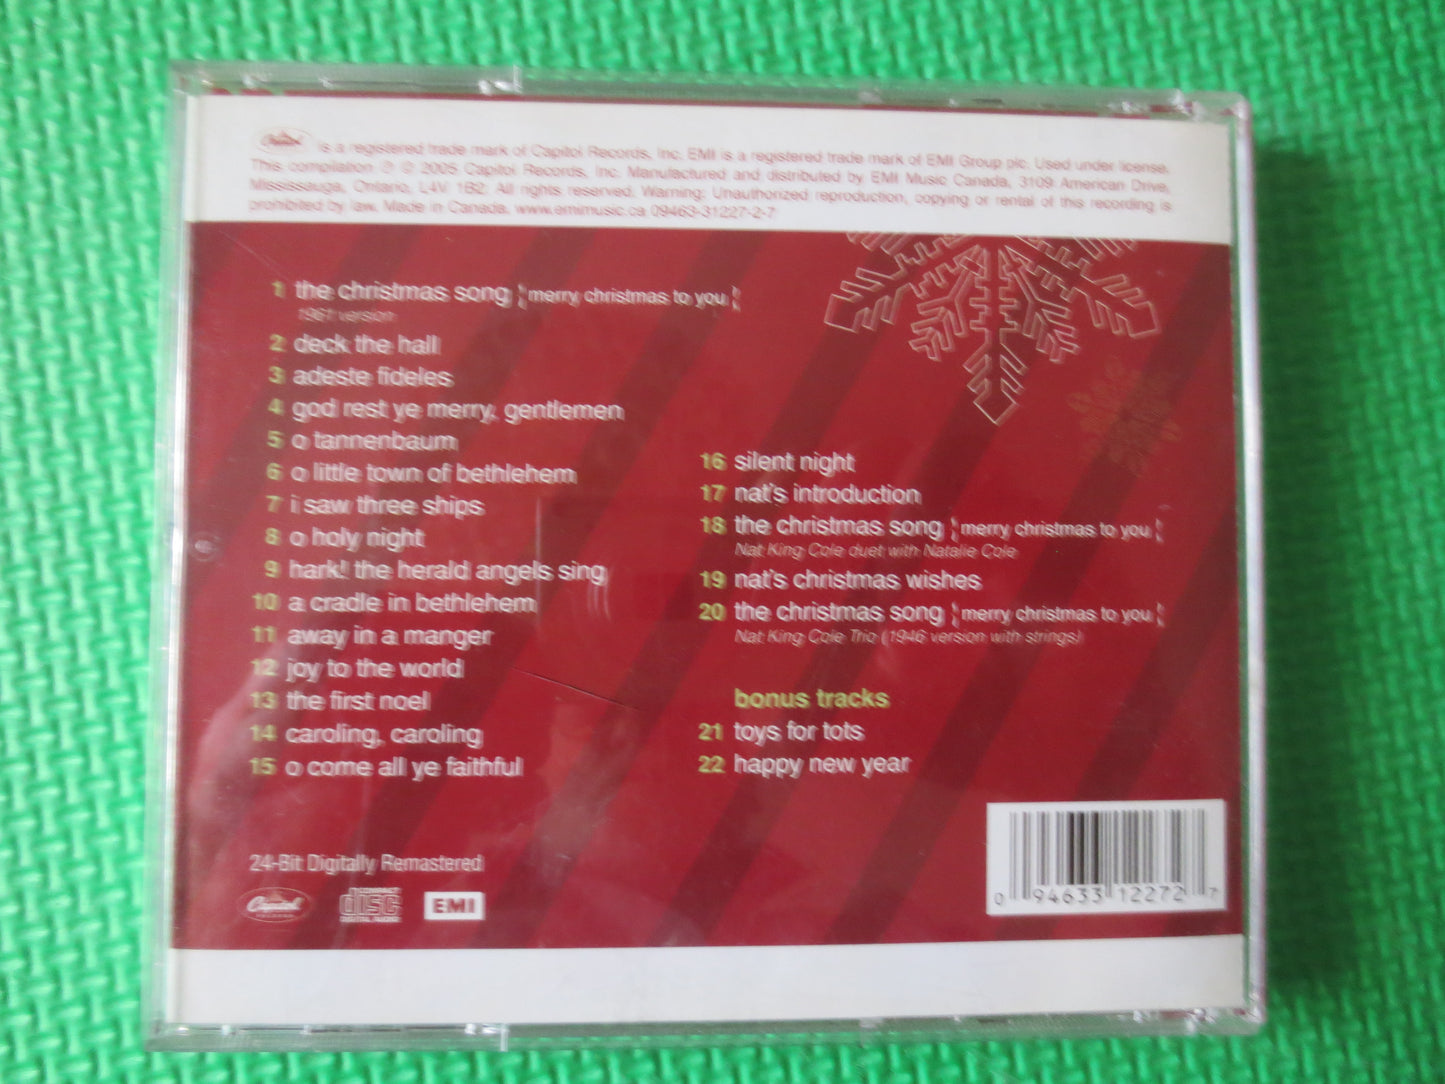 Capitol is a registered trade mark of Capitol Records, Inc. EMI is a registered trade mark of EMI Group plc. Used under license.
This compilation ℗ © 2005 Capitol Records, Inc. Manufactured and distributed by EMI Music Canada, 3109 American Drive,
Mississauga, Ontario, L4V 1B2. All rights reserved. Warning: Unauthorized reproduction, copying or rental of this recording is
prohibited by law. Made in Canada. www.emimusic.ca 09463-31227-2-7
1 the christmas song {merry christmas to you}
1961 version
2 deck the hall
3 adeste fideles
4 god rest ye merry, gentlemen
5 o tannenbaum
6 o little town of bethlehem
7 i saw three ships
8 o holy night
9 hark! the herald angels sing
10 a cradle in bethlehem
11 away in a manger
12 joy to the world
13 the first noel
14 caroling, caroling
15 o come all ye faithful
16 silent night
17 nat's introduction
18 the christmas song {merry christmas to you}
Nat King Cole duet with Natalie Cole
19 nat's christmas wishes
20 the christmas song {merry christmas to you}
Nat King Cole Trio (1946 version with strings)
bonus tracks
21 toys for tots
22 happy new year
24-Bit Digitally Remastered
Capitol RECORDS
COMPACT disc DIGITAL AUDIO
EMI
0 94633 12272 7